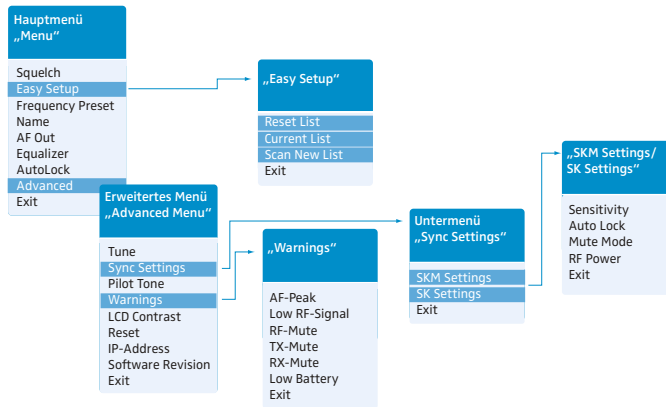 Hauptmenü
„Menu“
Squelch
Easy Setup
Frequency Preset
Name
AF Out
Equalizer
AutoLock
Advanced
Exit
„Easy Setup“
Reset List
Current List
Scan New List
Exit
Erweitertes Menü
„Advanced Menu“
Tune
Sync Settings
Pilot Tone
Warnings
LCD Contrast
Reset
IP-Address
Software Revision
Exit
„Warnings“
AF-Peak
Low RF-Signal
RF-Mute
TX-Mute
RX-Mute
Low Battery
Exit
Untermenü
„Sync Settings“
SKM Settings
SK Settings
Exit
„SKM Settings/
SK Settings“
Sensitivity
Auto Lock
Mute Mode
RF Power
Exit